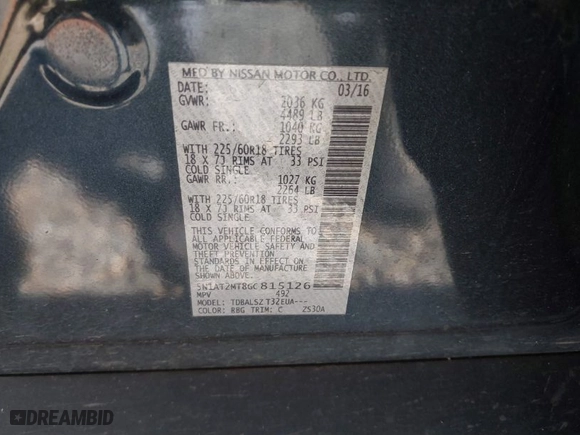 MFD BY NISSAN MOTOR CO., LTD.
DATE: 03/16
GVWR: 2036 KG
4489 LB
GAWR FR.: 1040 KG
2293 LB
WITH 225/60R18 TIRES
18 X 7J RIMS AT 33 PSI
COLD SINGLE
GAWR RR.: 1027 KG
2264 LB
WITH 225/60R18 TIRES
18 X 7J RIMS AT 33 PSI
COLD SINGLE
THIS VEHICLE CONFORMS TO
ALL APPLICABLE FEDERAL
MOTOR VEHICLE SAFETY AND
THEFT PREVENTION
STANDARDS IN EFFECT ON
THE DATE OF MANUFACTURE
SHOWN ABOVE.
5N1AT2MT8GC815126
MPV 492
MODEL: TDBALSZ T32EUA---
COLOR: RBG TRIM: C 2530A
DREAMBID